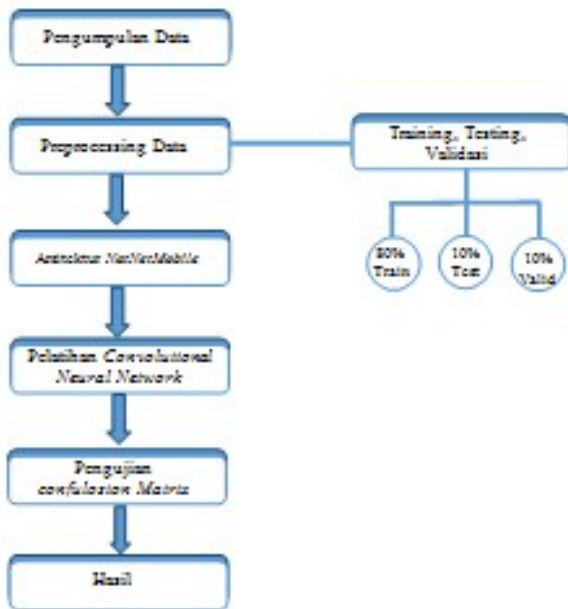 Pengumpulan Data
Preprocessing Data
Training, Testing,
Validasi
80%
Train
10%
Test
10%
Valid
Arsitektur NasNetMobile
Pelatihan Convolutional
Neural Network
Pengujian
confulosion Matrix
Hasil